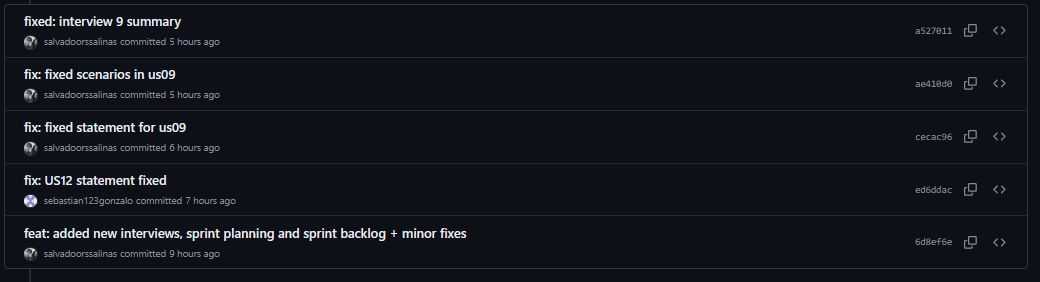 fixed: interview 9 summary
salvadoorssalinas committed 5 hours ago
a527011
fix: fixed scenarios in us09
salvadoorssalinas committed 5 hours ago
ae410d0
fix: fixed statement for us09
salvadoorssalinas committed 6 hours ago
cecac96
fix: US12 statement fixed
sebastian123gonzalo committed 7 hours ago
ed6ddac
feat: added new interviews, sprint planning and sprint backlog + minor fixes
salvadoorssalinas committed 9 hours ago
6d8ef6e